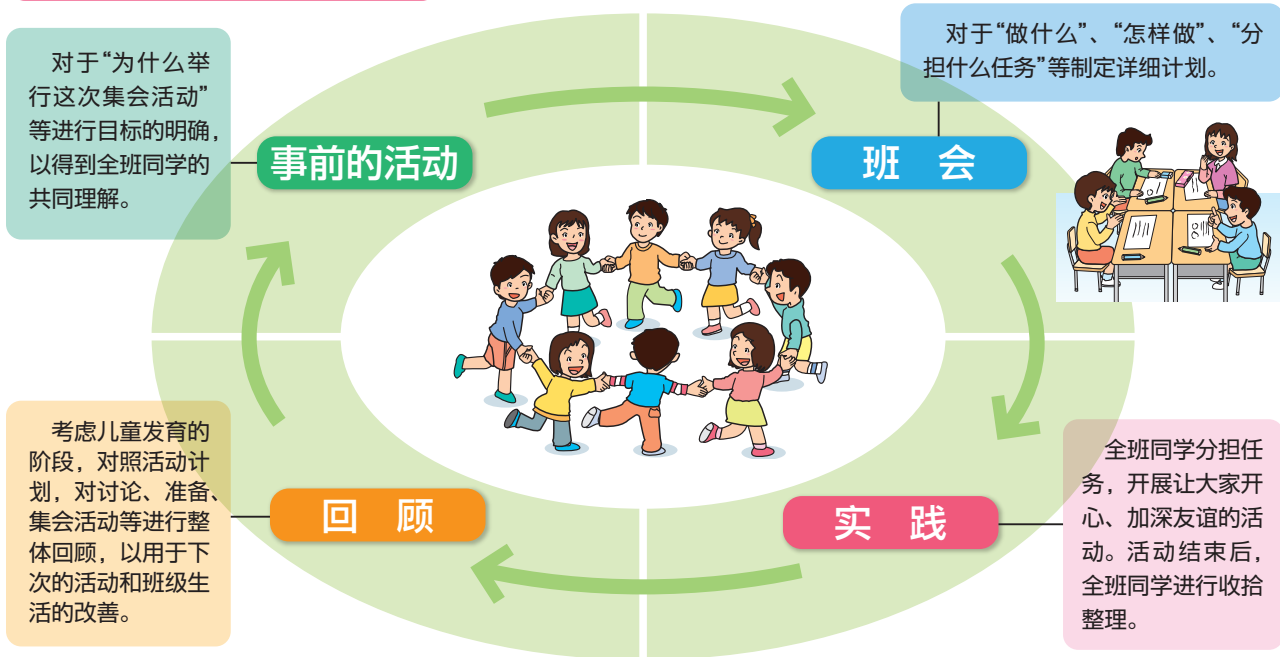 对于“为什么举
行这次集会活动”
等进行目标的明确，
以得到全班同学的
共同理解。
事前的活动
对于“做什么”、“怎样做”、“分
担什么任务”等制定详细计划。
班 会
全班同学分担任
务，开展让大家开
心、加深友谊的活
动。活动结束后，
全班同学进行收拾
整理。
实 践
考虑儿童发育的
阶段，对照活动计
划，对讨论、准备、
集会活动等进行整
体回顾，以用于下
次的活动和班级生
活的改善。
回 顾